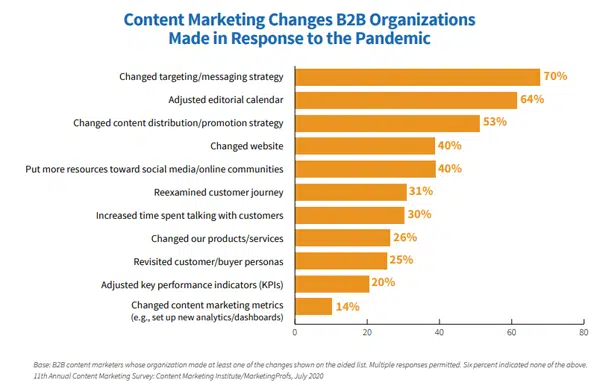 Content Marketing Changes B2B Organizations
Made in Response to the Pandemic
Changed targeting/messaging strategy 70%
Adjusted editorial calendar 64%
Changed content distribution/promotion strategy 53%
Changed website 40%
Put more resources toward social media/online communities 40%
Reexamined customer journey 31%
Increased time spent talking with customers 30%
Changed our products/services 26%
Revisited customer/buyer personas 25%
Adjusted key performance indicators (KPIs) 20%
Changed content marketing metrics 14%
(e.g., set up new analytics/dashboards)
0 20 40 60 80
Base: B2B content marketers whose organization made at least one of the changes shown on the aided list. Multiple responses permitted. Six percent indicated none of the above.
11th Annual Content Marketing Survey: Content Marketing Institute/MarketingProfs, July 2020